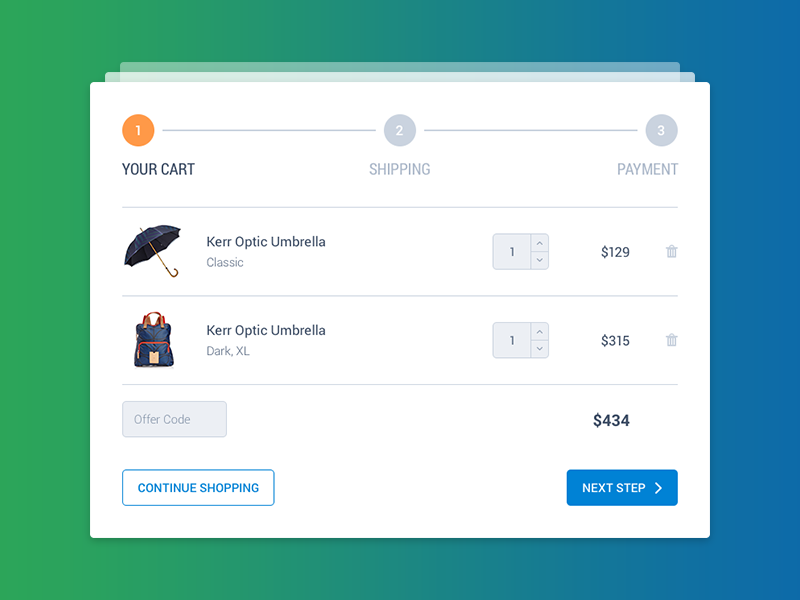 1
2
3
YOUR CART
SHIPPING
PAYMENT
Kerr Optic Umbrella
Classic
1
$129
Kerr Optic Umbrella
Dark, XL
1
$315
Offer Code
$434
CONTINUE SHOPPING
NEXT STEP